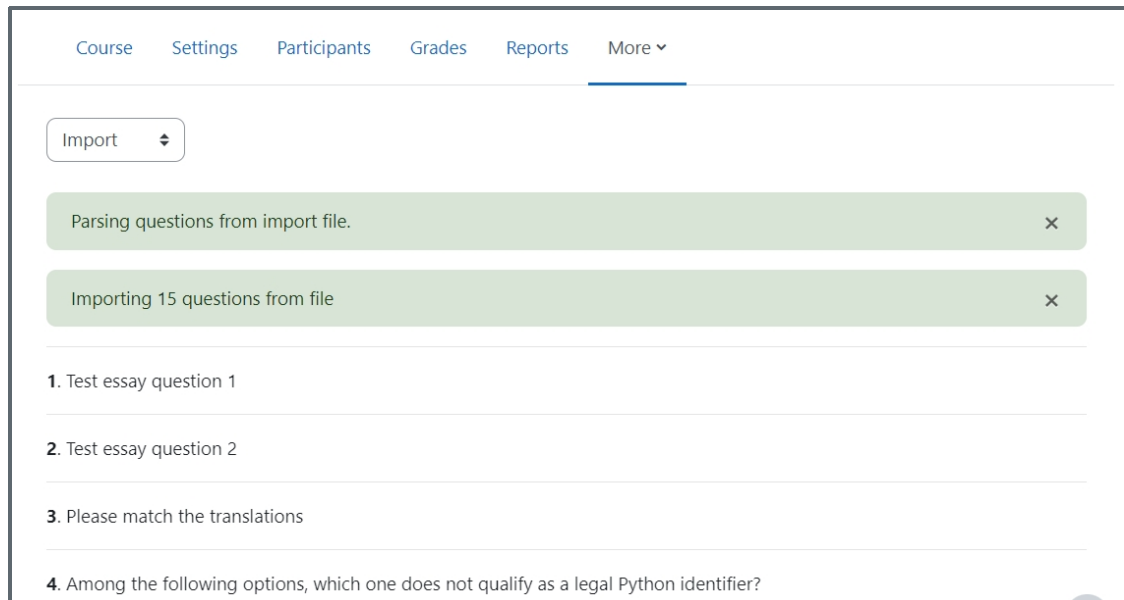 Course Settings Participants Grades Reports More
Import
Parsing questions from import file.
Importing 15 questions from file
1. Test essay question 1
2. Test essay question 2
3. Please match the translations
4. Among the following options, which one does not qualify as a legal Python identifier?